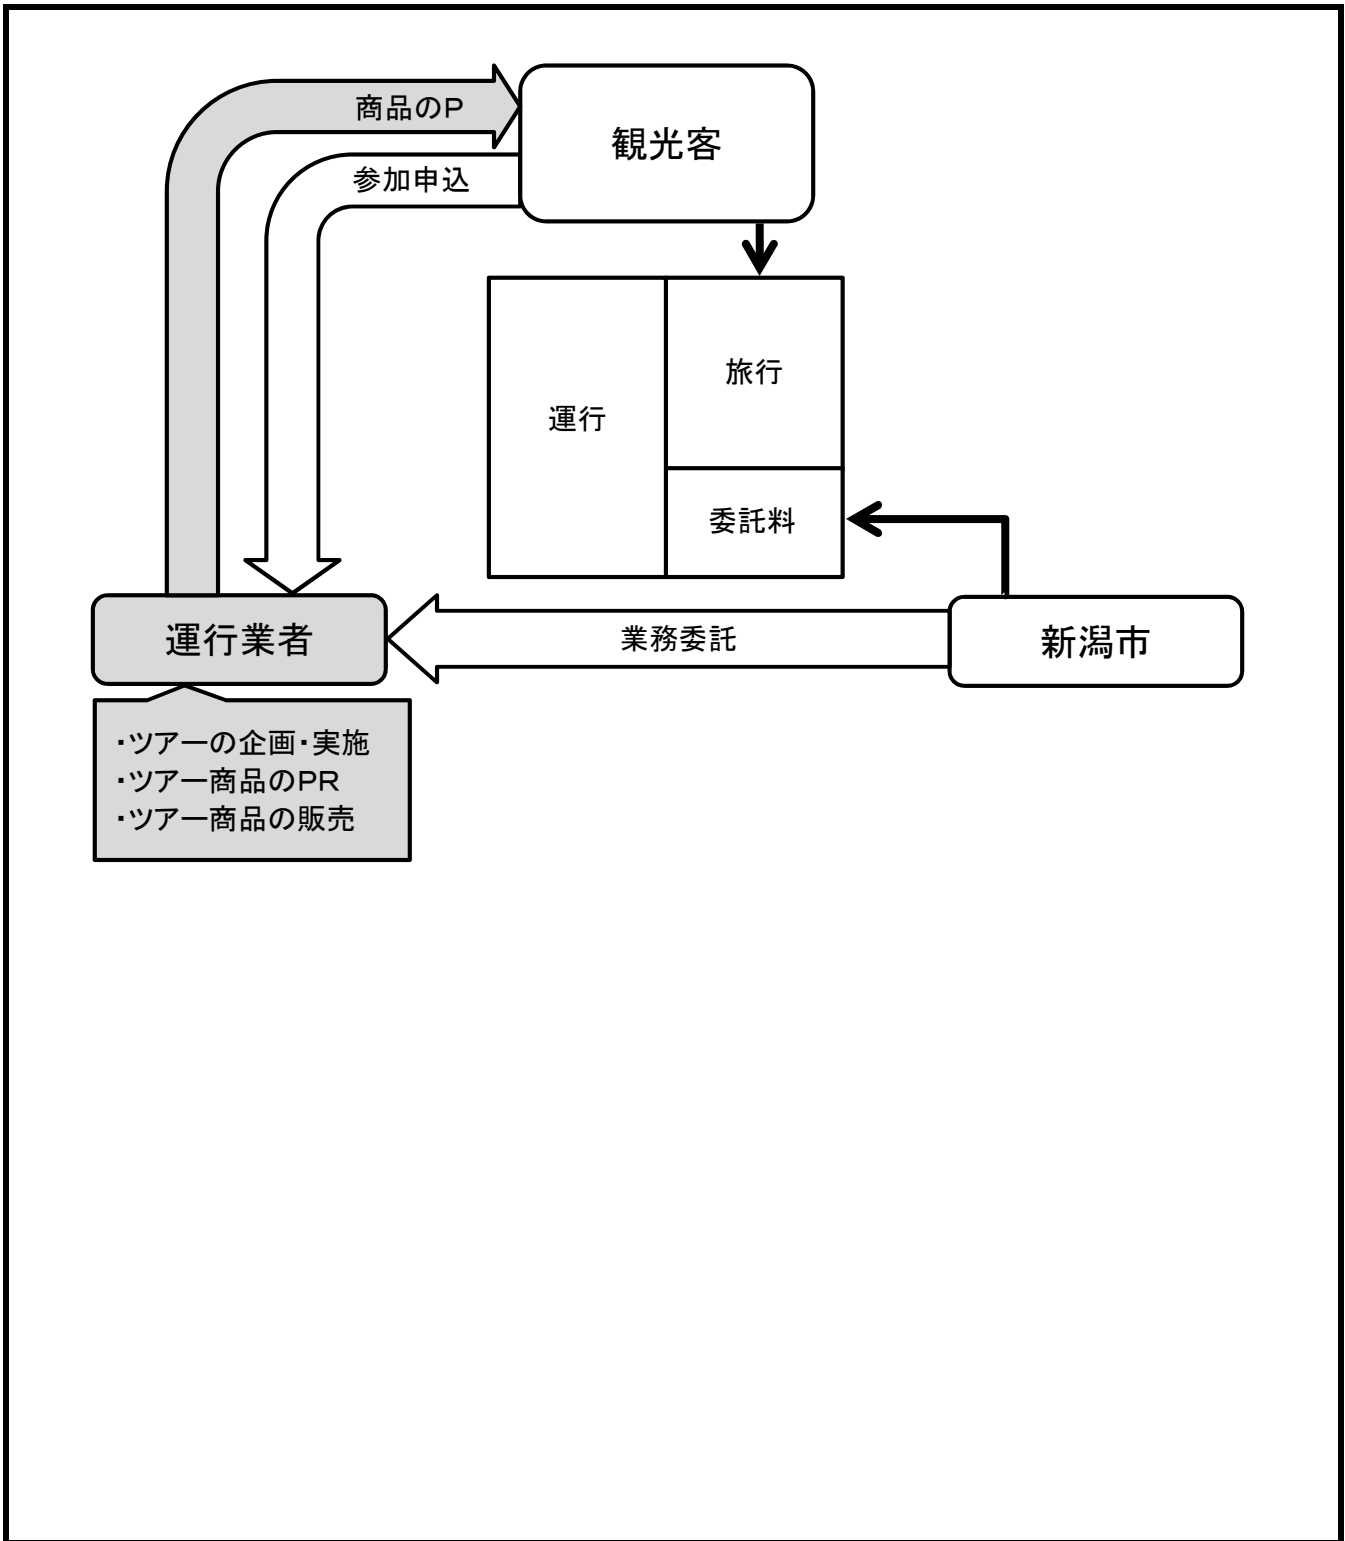 商品のP
観光客
参加申込
旅行
運行
委託料
運行業者
業務委託
新潟市
・ツアーの企画・実施
・ツアー商品のPR
・ツアー商品の販売